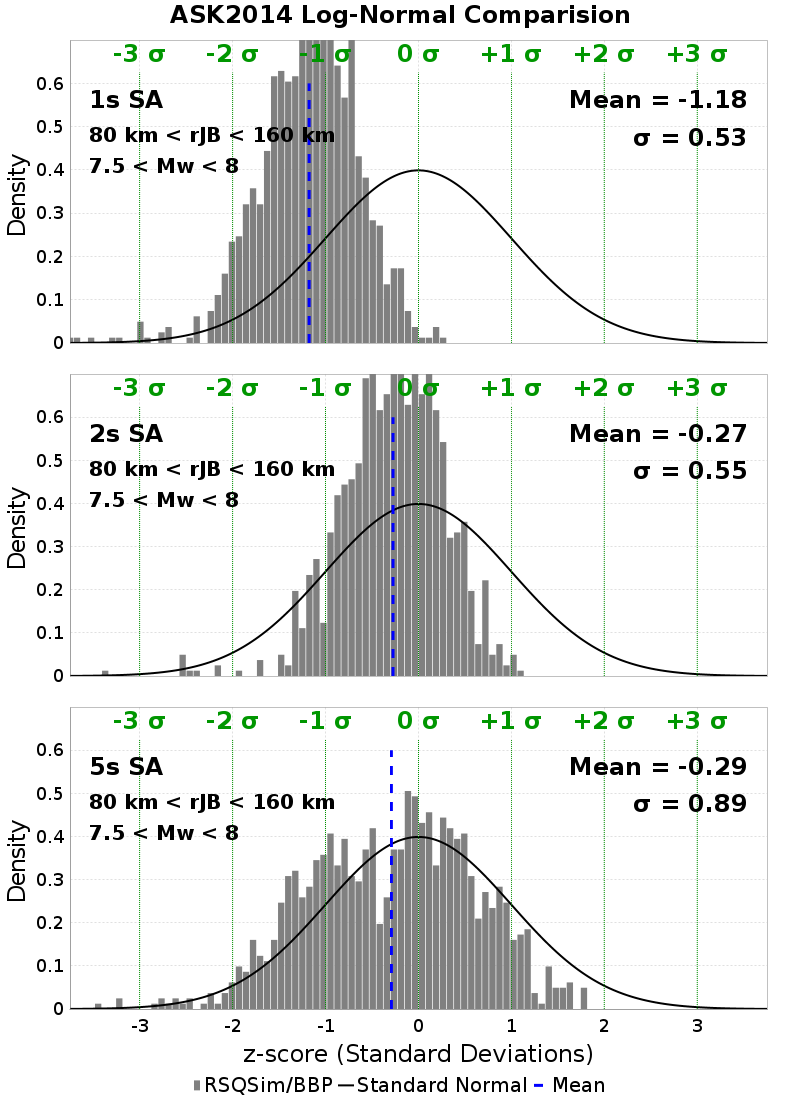 ASK2014 Log-Normal Comparision
-3 σ -2 σ -1 σ 0 σ +1 σ +2 σ +3 σ
1s SA
Mean = -1.18
80 km < rJB < 160 km
σ = 0.53
7.5 < Mw < 8
Density
0.6
0.5
0.4
0.3
0.2
0.1
0
-3 σ -2 σ -1 σ 0 σ +1 σ +2 σ +3 σ
2s SA
Mean = -0.27
80 km < rJB < 160 km
σ = 0.55
7.5 < Mw < 8
Density
0.6
0.5
0.4
0.3
0.2
0.1
0
-3 σ -2 σ -1 σ 0 σ +1 σ +2 σ +3 σ
5s SA
Mean = -0.29
80 km < rJB < 160 km
σ = 0.89
7.5 < Mw < 8
Density
0.6
0.5
0.4
0.3
0.2
0.1
0
-3 -2 -1 0 1 2 3
z-score (Standard Deviations)
RSQSim/BBP Standard Normal Mean